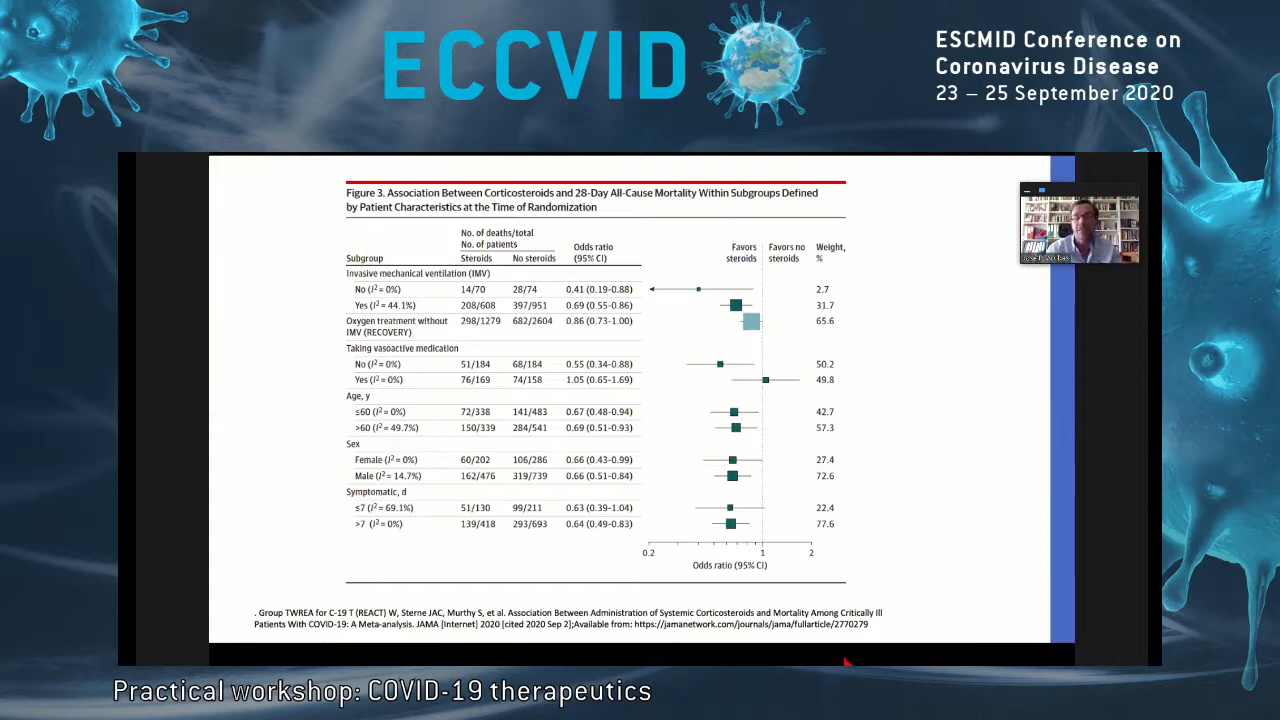 ECCVID
ESCMID Conference on
Coronavirus Disease
23 – 25 September 2020
Figure 3. Association Between Corticosteroids and 28-Day All-Cause Mortality Within Subgroups Defined
by Patient Characteristics at the Time of Randomization
No. of deaths/total
No. of patients
Odds ratio
(95% CI)
Favors
steroids
Favors no
steroids
Weight,
%
Subgroup
Steroids
No steroids
Invasive mechanical ventilation (IMV)
No (I² = 0%) 14/70 28/74 0.41 (0.19-0.88) 2.7
Yes (I² = 44.1%) 208/608 397/951 0.69 (0.55-0.86) 31.7
Oxygen treatment without 298/1279 682/2604 0.86 (0.73-1.00) 65.6
IMV (RECOVERY)
Taking vasoactive medication
No (I² = 0%) 51/184 68/184 0.55 (0.34-0.88) 50.2
Yes (I² = 0%) 76/169 74/158 1.05 (0.65-1.69) 49.8
Age, y
≤60 (I² = 0%) 72/338 141/483 0.67 (0.48-0.94) 42.7
>60 (I² = 49.7%) 150/339 284/541 0.69 (0.51-0.93) 57.3
Sex
Female (I² = 0%) 60/202 106/286 0.66 (0.43-0.99) 27.4
Male (I² = 14.7%) 162/476 319/739 0.66 (0.51-0.84) 72.6
Symptomatic, d
≤7 (I² = 69.1%) 51/130 99/211 0.63 (0.39-1.04) 22.4
>7 (I² = 0%) 139/418 293/693 0.64 (0.49-0.83) 77.6
0.2 1 2
Odds ratio (95% CI)
. Group TWREA for C-19 T (REACT) W, Sterne JAC, Murthy S, et al. Association Between Administration of Systemic Corticosteroids and Mortality Among Critically Ill
Patients With COVID-19: A Meta-analysis. JAMA [Internet] 2020 [cited 2020 Sep 2];Available from: https://jamanetwork.com/journals/jama/fullarticle/2770279
Practical workshop: COVID-19 therapeutics